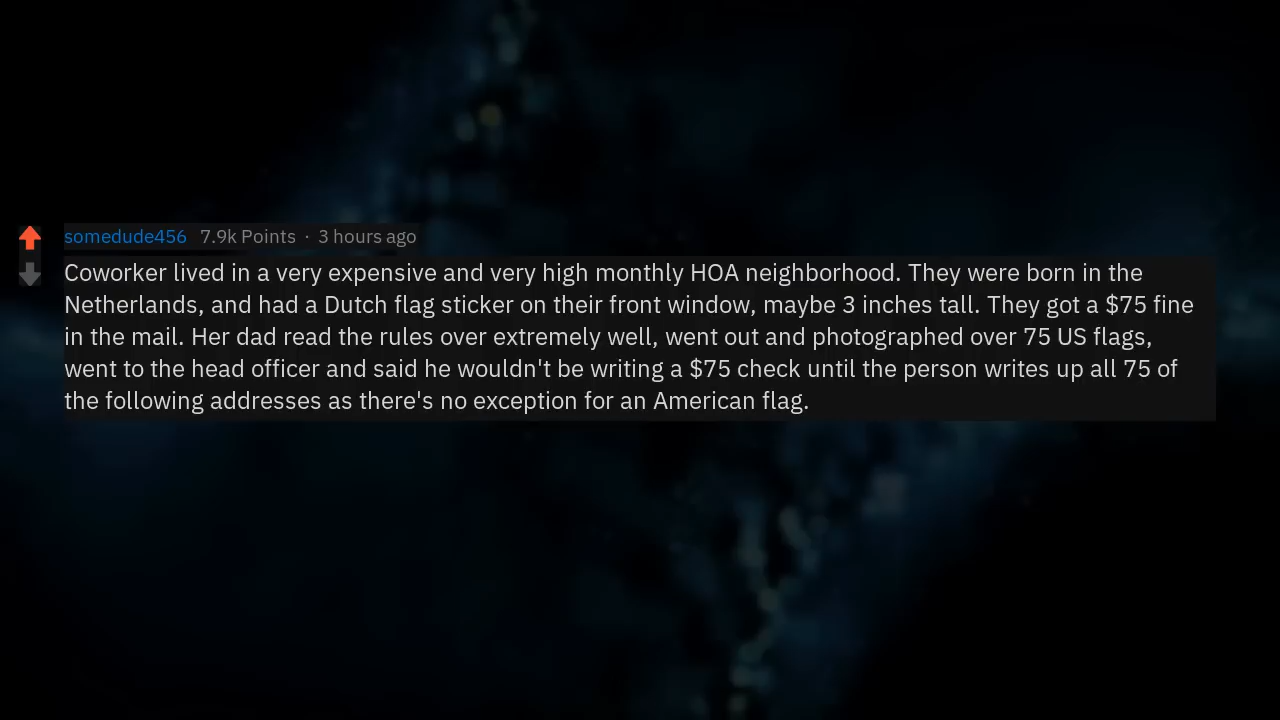 somedude456 7.9k Points · 3 hours ago
Coworker lived in a very expensive and very high monthly HOA neighborhood. They were born in the
Netherlands, and had a Dutch flag sticker on their front window, maybe 3 inches tall. They got a $75 fine
in the mail. Her dad read the rules over extremely well, went out and photographed over 75 US flags,
went to the head officer and said he wouldn't be writing a $75 check until the person writes up all 75 of
the following addresses as there's no exception for an American flag.